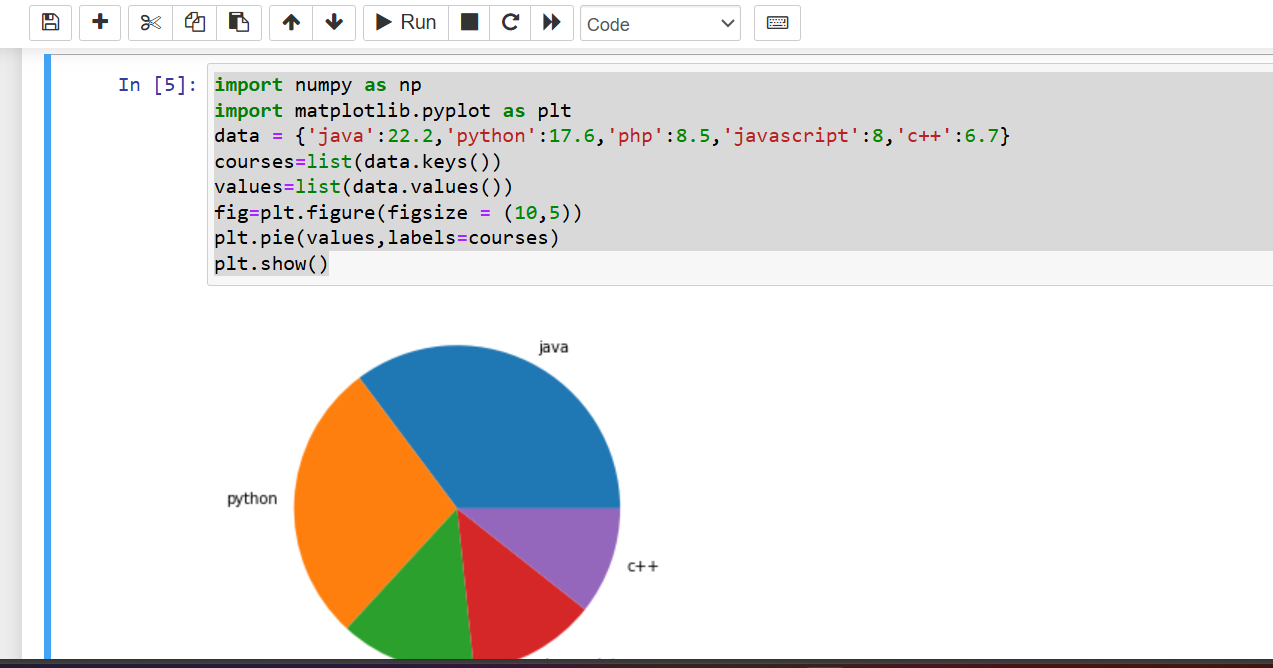 Run
Code
In [5]:
import numpy as np
import matplotlib.pyplot as plt
data = {'java':22.2,'python':17.6,'php':8.5,'javascript':8,'c++':6.7}
courses=list(data.keys())
values=list(data.values())
fig=plt.figure(figsize = (10,5))
plt.pie(values,labels=courses)
plt.show()
java
python
c++